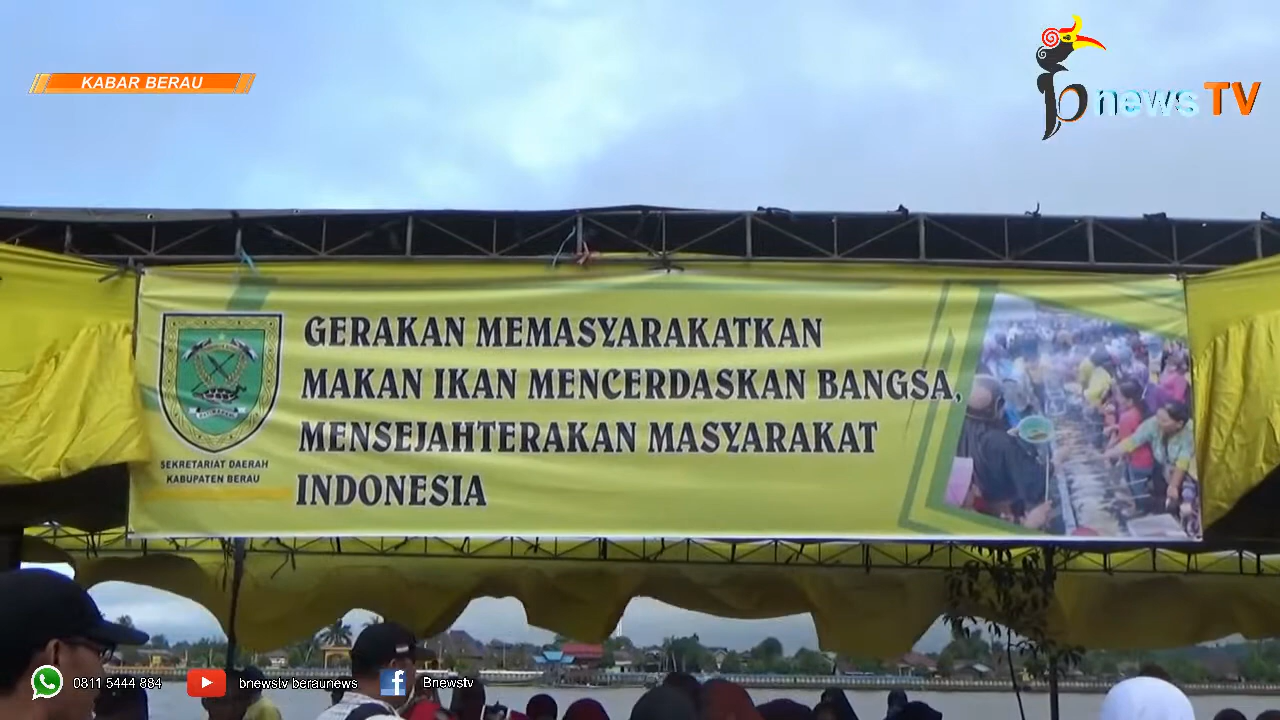 KABAR BERAU
bnews TV
GERAKAN MEMASYARAKATKAN
MAKAN IKAN MENCERDASKAN BANGSA,
MENSEJAHTERAKAN MASYARAKAT
INDONESIA
SEKRETARIAT DAERAH
KABUPATEN BERAU
0811 5444 884
bnewstv beraunews
Bnewstv